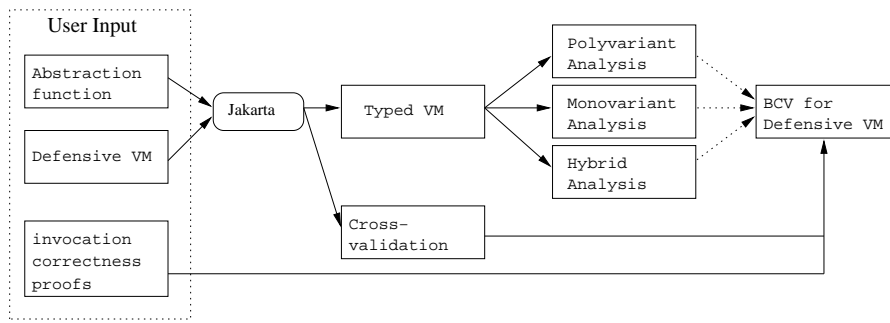 User Input
Abstraction
function
Defensive VM
invocation
correctness
proofs
Jakarta
Typed VM
Cross-
validation
Polyvariant
Analysis
Monovariant
Analysis
Hybrid
Analysis
BCV for
Defensive VM